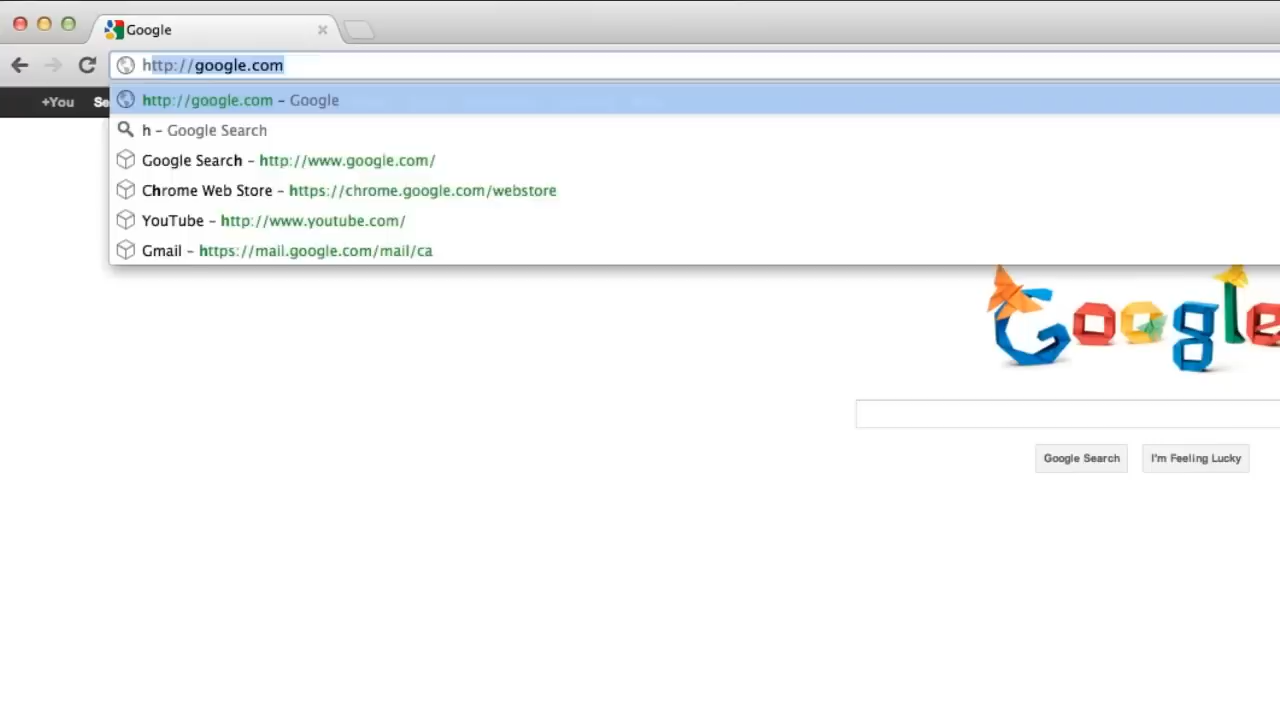 Google
http://google.com
+You
http://google.com - Google
h - Google Search
Google Search - http://www.google.com/
Chrome Web Store - https://chrome.google.com/webstore
YouTube - http://www.youtube.com/
Gmail - https://mail.google.com/mail/ca
Google
Google Search
I'm Feeling Lucky